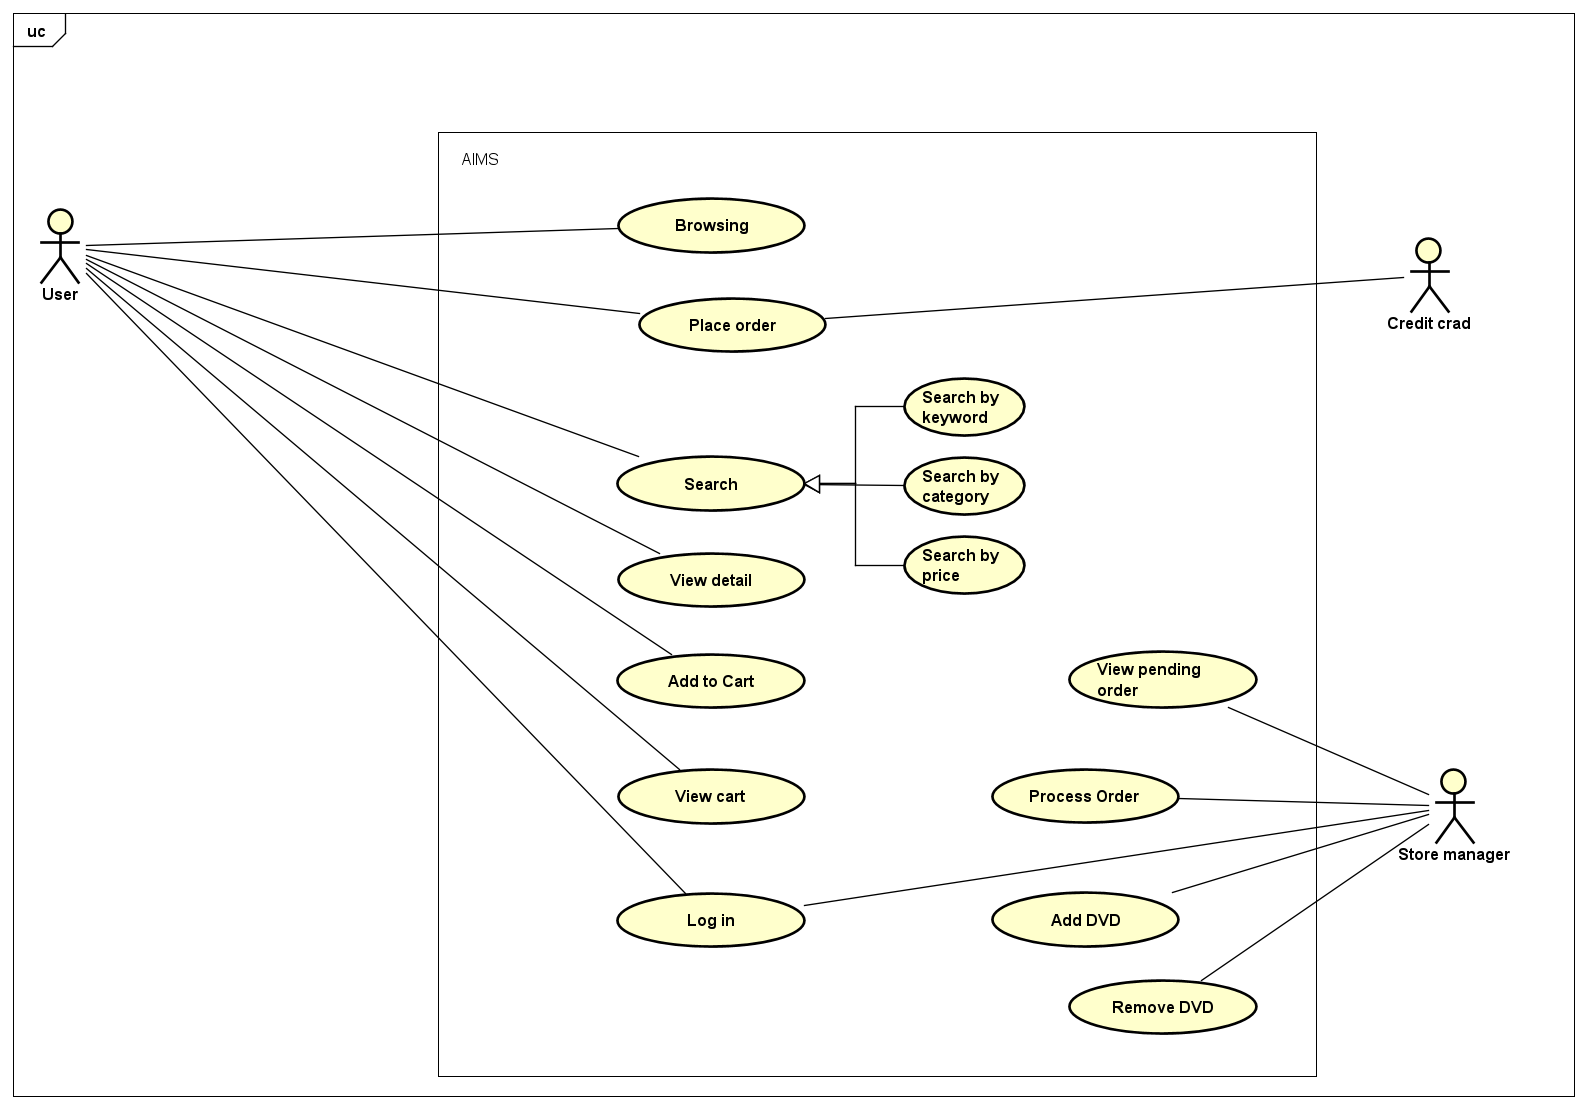 uc
AIMS
Browsing
User
Place order
Credit crad
Search by
keyword
Search
Search by
category
Search by
price
View detail
Add to Cart
View pending
order
View cart
Process Order
Store manager
Log in
Add DVD
Remove DVD